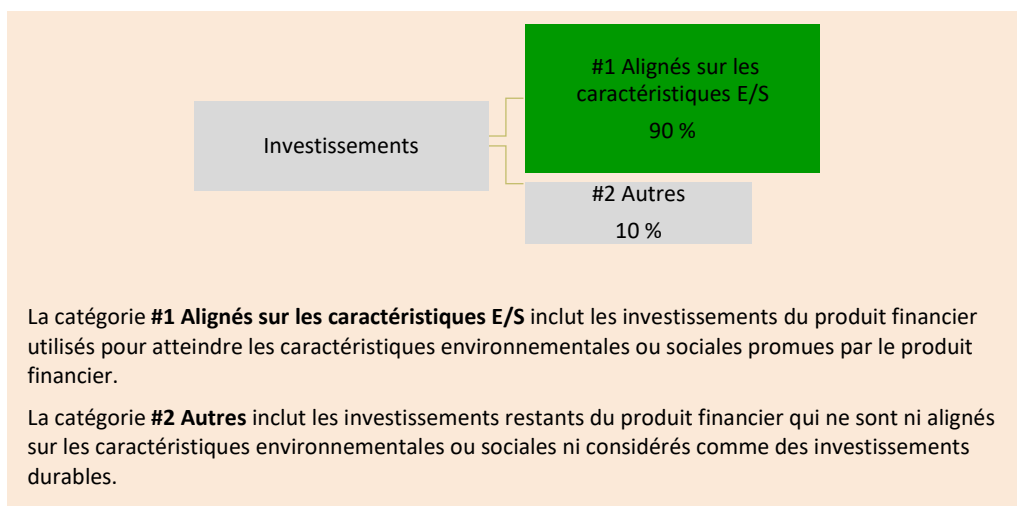 #1 Alignés sur les
caractéristiques E/S
90 %
Investissements
#2 Autres
10 %
La catégorie #1 Alignés sur les caractéristiques E/S inclut les investissements du produit financier
utilisés pour atteindre les caractéristiques environnementales ou sociales promues par le produit
financier.
La catégorie #2 Autres inclut les investissements restants du produit financier qui ne sont ni alignés
sur les caractéristiques environnementales ou sociales ni considérés comme des investissements
durables.